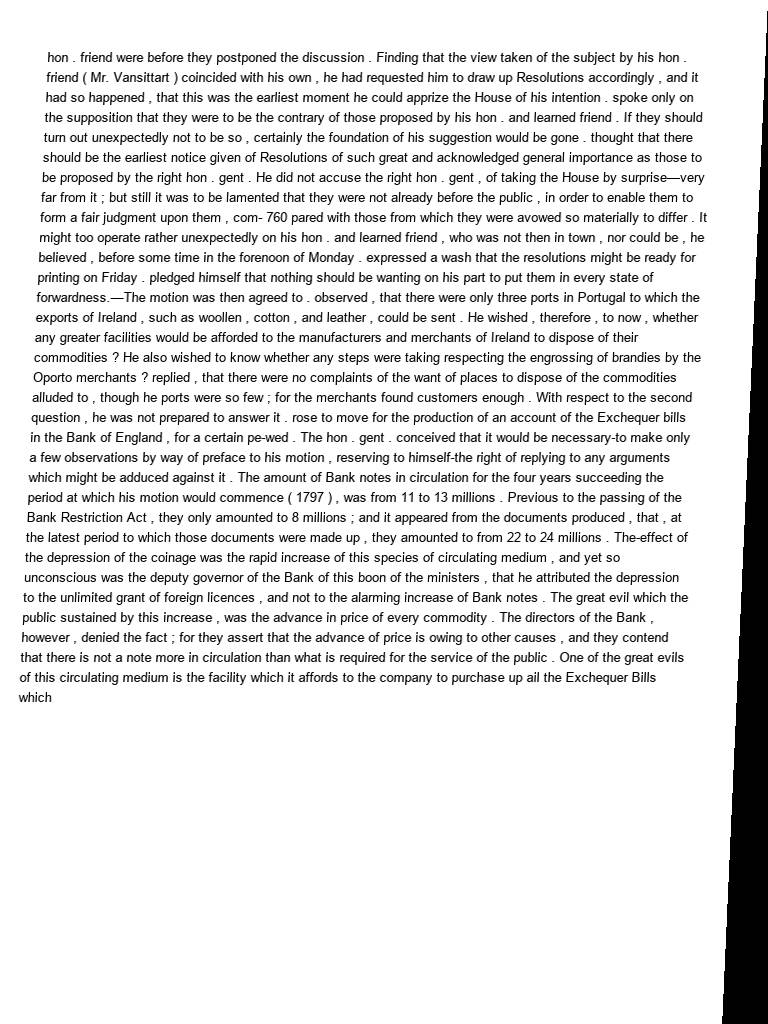 hon . friend were before they postponed the discussion . Finding that the view taken of the subject by his hon .
friend ( Mr. Vansittart ) coincided with his own , he had requested him to draw up Resolutions accordingly , and it
had so happened , that this was the earliest moment he could apprize the House of his intention . spoke only on
the supposition that they were to be the contrary of those proposed by his hon . and learned friend . If they should
turn out unexpectedly not to be so , certainly the foundation of his suggestion would be gone . thought that there
should be the earliest notice given of Resolutions of such great and acknowledged general importance as those to
be proposed by the right hon . gent . He did not accuse the right hon . gent , of taking the House by surprise—very
far from it ; but still it was to be lamented that they were not already before the public , in order to enable them to
form a fair judgment upon them , com- 760 pared with those from which they were avowed so materially to differ . It
might too operate rather unexpectedly on his hon . and learned friend , who was not then in town , nor could be , he
believed , before some time in the forenoon of Monday . expressed a wash that the resolutions might be ready for
printing on Friday . pledged himself that nothing should be wanting on his part to put them in every state of
forwardness.—The motion was then agreed to . observed , that there were only three ports in Portugal to which the
exports of Ireland , such as woollen , cotton , and leather , could be sent . He wished , therefore , to now , whether
any greater facilities would be afforded to the manufacturers and merchants of Ireland to dispose of their
commodities ? He also wished to know whether any steps were taking respecting the engrossing of brandies by the
Oporto merchants ? replied , that there were no complaints of the want of places to dispose of the commodities
alluded to , though he ports were so few ; for the merchants found customers enough . With respect to the second
question , he was not prepared to answer it . rose to move for the production of an account of the Exchequer bills
in the Bank of England , for a certain pe-wed . The hon . gent . conceived that it would be necessary-to make only
a few observations by way of preface to his motion , reserving to himself-the right of replying to any arguments
which might be adduced against it . The amount of Bank notes in circulation for the four years succeeding the
period at which his motion would commence ( 1797 ) , was from 11 to 13 millions . Previous to the passing of the
Bank Restriction Act , they only amounted to 8 millions ; and it appeared from the documents produced , that , at
the latest period to which those documents were made up , they amounted to from 22 to 24 millions . The-effect of
the depression of the coinage was the rapid increase of this species of circulating medium , and yet so
unconscious was the deputy governor of the Bank of this boon of the ministers , that he attributed the depression
to the unlimited grant of foreign licences , and not to the alarming increase of Bank notes . The great evil which the
public sustained by this increase , was the advance in price of every commodity . The directors of the Bank ,
however , denied the fact ; for they assert that the advance of price is owing to other causes , and they contend
that there is not a note more in circulation than what is required for the service of the public . One of the great evils
of this circulating medium is the facility which it affords to the company to purchase up ail the Exchequer Bills
which